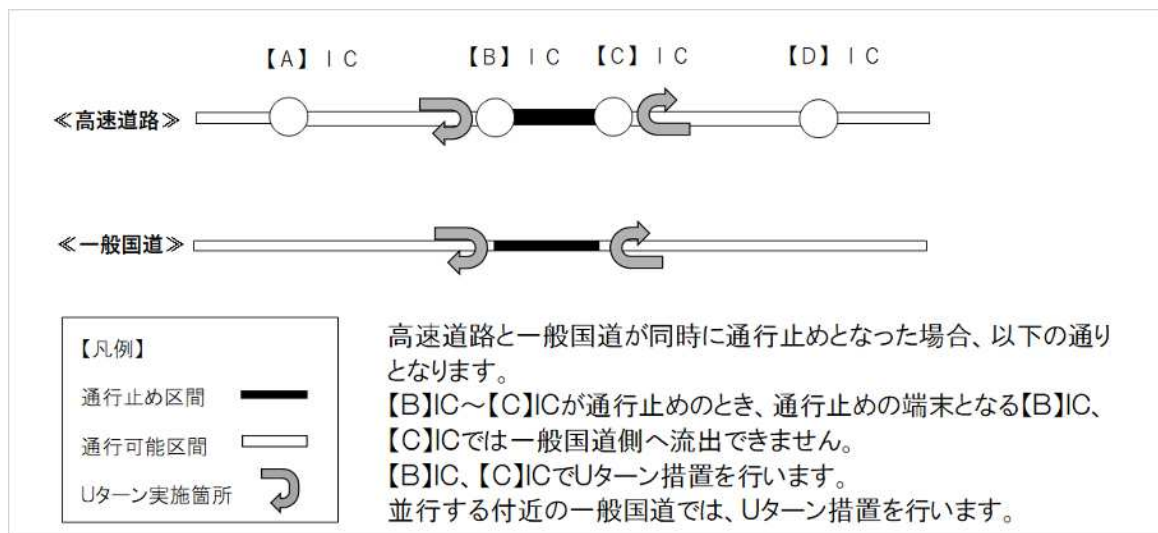 【A】IC 【B】IC 【C】IC 【D】IC
≪高速道路≫
≪一般国道≫
【凡例】
通行止め区間
通行可能区間
Uターン実施箇所
高速道路と一般国道が同時に通行止めとなった場合、以下の通り
となります。
【B】IC～【C】ICが通行止めのとき、通行止めの端末となる【B】IC、
【C】ICでは一般国道側へ流出できません。
【B】IC、【C】ICでUターン措置を行います。
並行する付近の一般国道では、Uターン措置を行います。